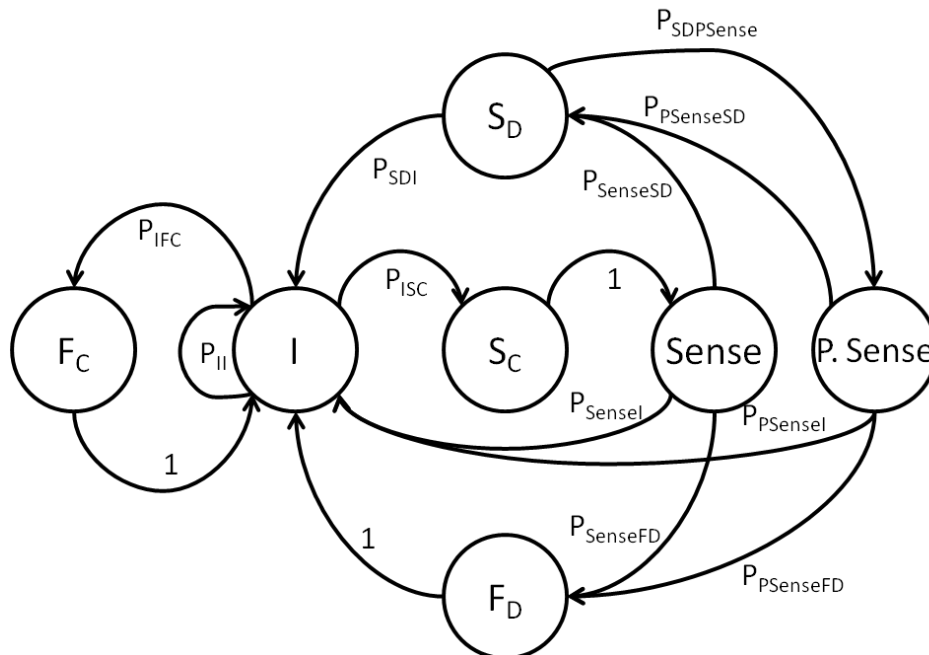 P_SDPSense
S_D
P_PSenseSD
P_SDI
P_SenseSD
P_IFC
P_ISC
1
F_C
P_II
I
S_C
Sense
P. Sense
P_SenseI
P_PSenseI
1
1
P_SenseFD
P_PSenseFD
F_D